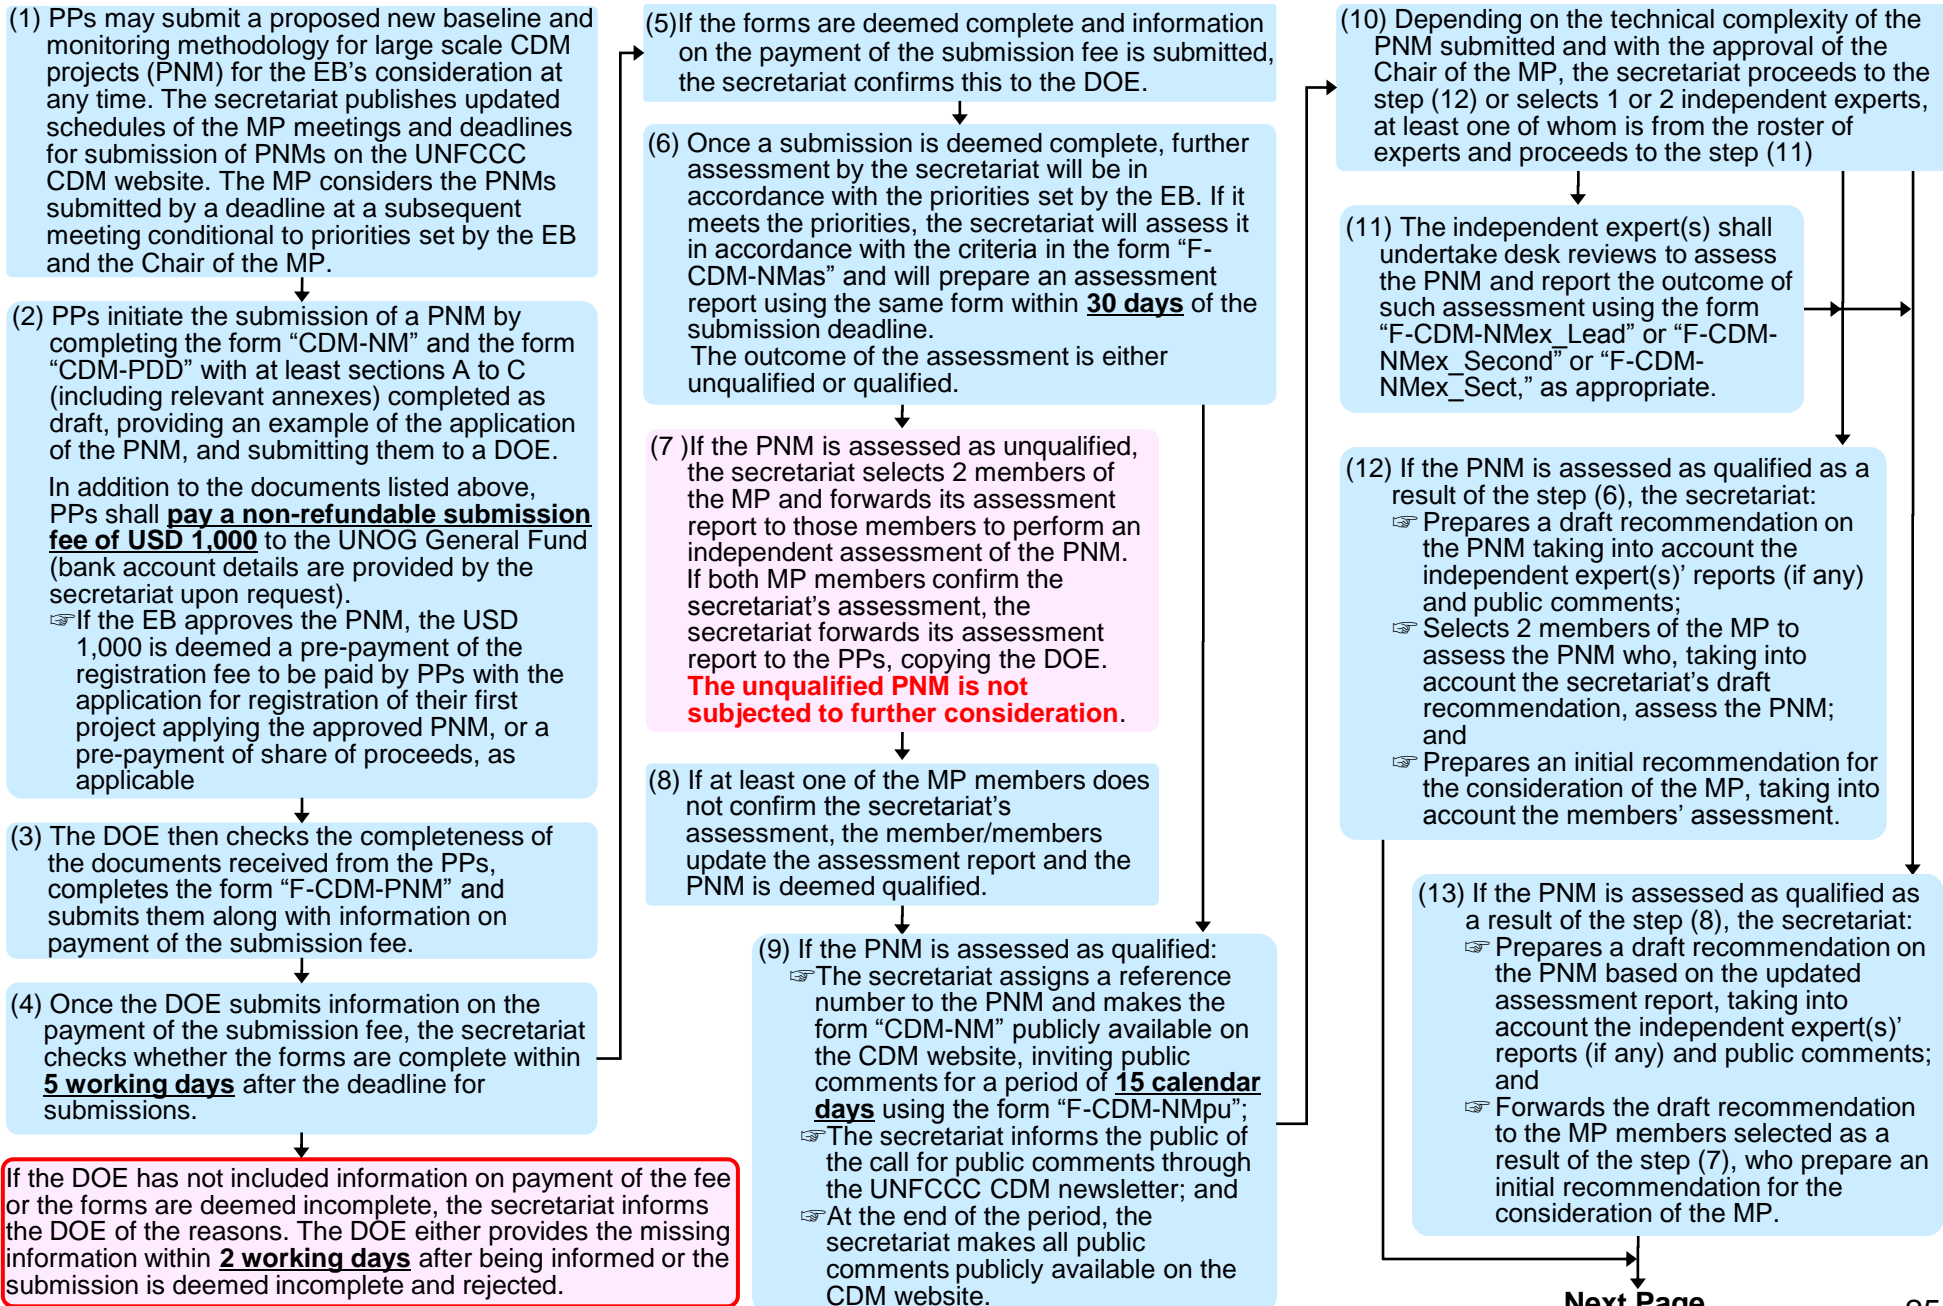 (1) PPs may submit a proposed new baseline and
monitoring methodology for large scale CDM
projects (PNM) for the EB’s consideration at
any time. The secretariat publishes updated
schedules of the MP meetings and deadlines
for submission of PNMs on the UNFCCC
CDM website. The MP considers the PNMs
submitted by a deadline at a subsequent
meeting conditional to priorities set by the EB
and the Chair of the MP.
(2) PPs initiate the submission of a PNM by
completing the form “CDM-NM” and the form
“CDM-PDD” with at least sections A to C
(including relevant annexes) completed as
draft, providing an example of the application
of the PNM, and submitting them to a DOE.
In addition to the documents listed above,
PPs shall pay a non-refundable submission
fee of USD 1,000 to the UNOG General Fund
(bank account details are provided by the
secretariat upon request).
☞If the EB approves the PNM, the USD
1,000 is deemed a pre-payment of the
registration fee to be paid by PPs with the
application for registration of their first
project applying the approved PNM, or a
pre-payment of share of proceeds, as
applicable
(3) The DOE then checks the completeness of
the documents received from the PPs,
completes the form “F-CDM-PNM” and
submits them along with information on
payment of the submission fee.
(4) Once the DOE submits information on the
payment of the submission fee, the secretariat
checks whether the forms are complete within
5 working days after the deadline for
submissions.
If the DOE has not included information on payment of the fee
or the forms are deemed incomplete, the secretariat informs
the DOE of the reasons. The DOE either provides the missing
information within 2 working days after being informed or the
submission is deemed incomplete and rejected.
(5)If the forms are deemed complete and information
on the payment of the submission fee is submitted,
the secretariat confirms this to the DOE.
(6) Once a submission is deemed complete, further
assessment by the secretariat will be in
accordance with the priorities set by the EB. If it
meets the priorities, the secretariat will assess it
in accordance with the criteria in the form “F-
CDM-NMas” and will prepare an assessment
report using the same form within 30 days of the
submission deadline.
The outcome of the assessment is either
unqualified or qualified.
(7 )If the PNM is assessed as unqualified,
the secretariat selects 2 members of
the MP and forwards its assessment
report to those members to perform an
independent assessment of the PNM.
If both MP members confirm the
secretariat’s assessment, the
secretariat forwards its assessment
report to the PPs, copying the DOE.
The unqualified PNM is not
subjected to further consideration.
(8) If at least one of the MP members does
not confirm the secretariat’s
assessment, the member/members
update the assessment report and the
PNM is deemed qualified.
(9) If the PNM is assessed as qualified:
☞The secretariat assigns a reference
number to the PNM and makes the
form “CDM-NM” publicly available on
the CDM website, inviting public
comments for a period of 15 calendar
days using the form “F-CDM-NMpu”;
☞The secretariat informs the public of
the call for public comments through
the UNFCCC CDM newsletter; and
☞At the end of the period, the
secretariat makes all public
comments publicly available on the
CDM website.
(10) Depending on the technical complexity of the
PNM submitted and with the approval of the
Chair of the MP, the secretariat proceeds to the
step (12) or selects 1 or 2 independent experts,
at least one of whom is from the roster of
experts and proceeds to the step (11)
(11) The independent expert(s) shall
undertake desk reviews to assess
the PNM and report the outcome of
such assessment using the form
“F-CDM-NMex_Lead” or “F-CDM-
NMex_Second” or “F-CDM-
NMex_Sect,” as appropriate.
(12) If the PNM is assessed as qualified as a
result of the step (6), the secretariat:
☞Prepares a draft recommendation on
the PNM taking into account the
independent expert(s)’ reports (if any)
and public comments;
☞Selects 2 members of the MP to
assess the PNM who, taking into
account the secretariat’s draft
recommendation, assess the PNM;
and
☞Prepares an initial recommendation for
the consideration of the MP, taking into
account the members’ assessment.
(13) If the PNM is assessed as qualified as
a result of the step (8), the secretariat:
☞Prepares a draft recommendation on
the PNM based on the updated
assessment report, taking into
account the independent expert(s)’
reports (if any) and public comments;
and
☞Forwards the draft recommendation
to the MP members selected as a
result of the step (7), who prepare an
initial recommendation for the
consideration of the MP.
Next Page